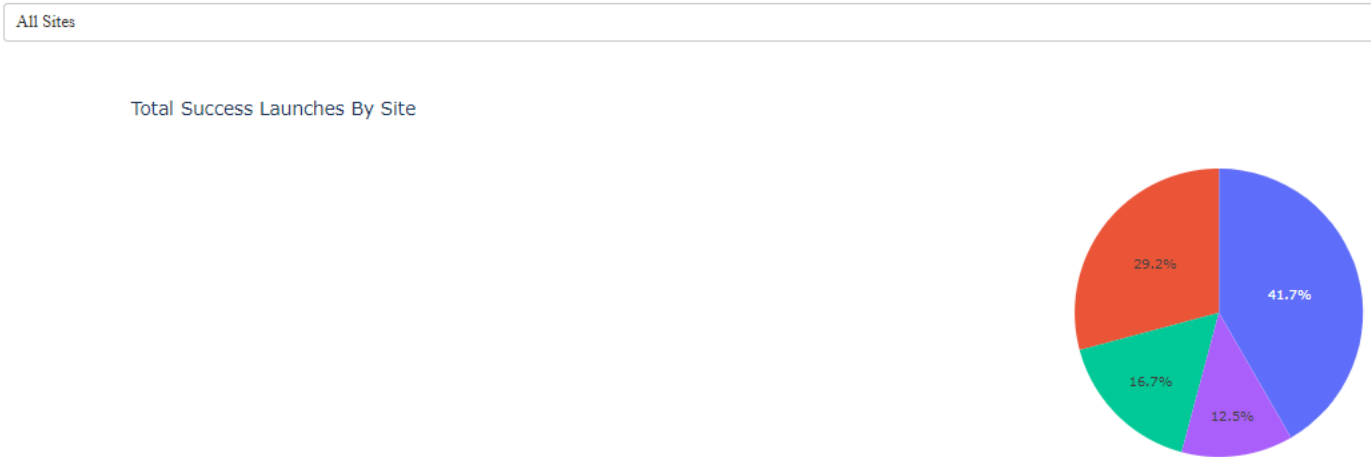 All Sites
Total Success Launches By Site
29.2%
41.7%
16.7%
12.5%